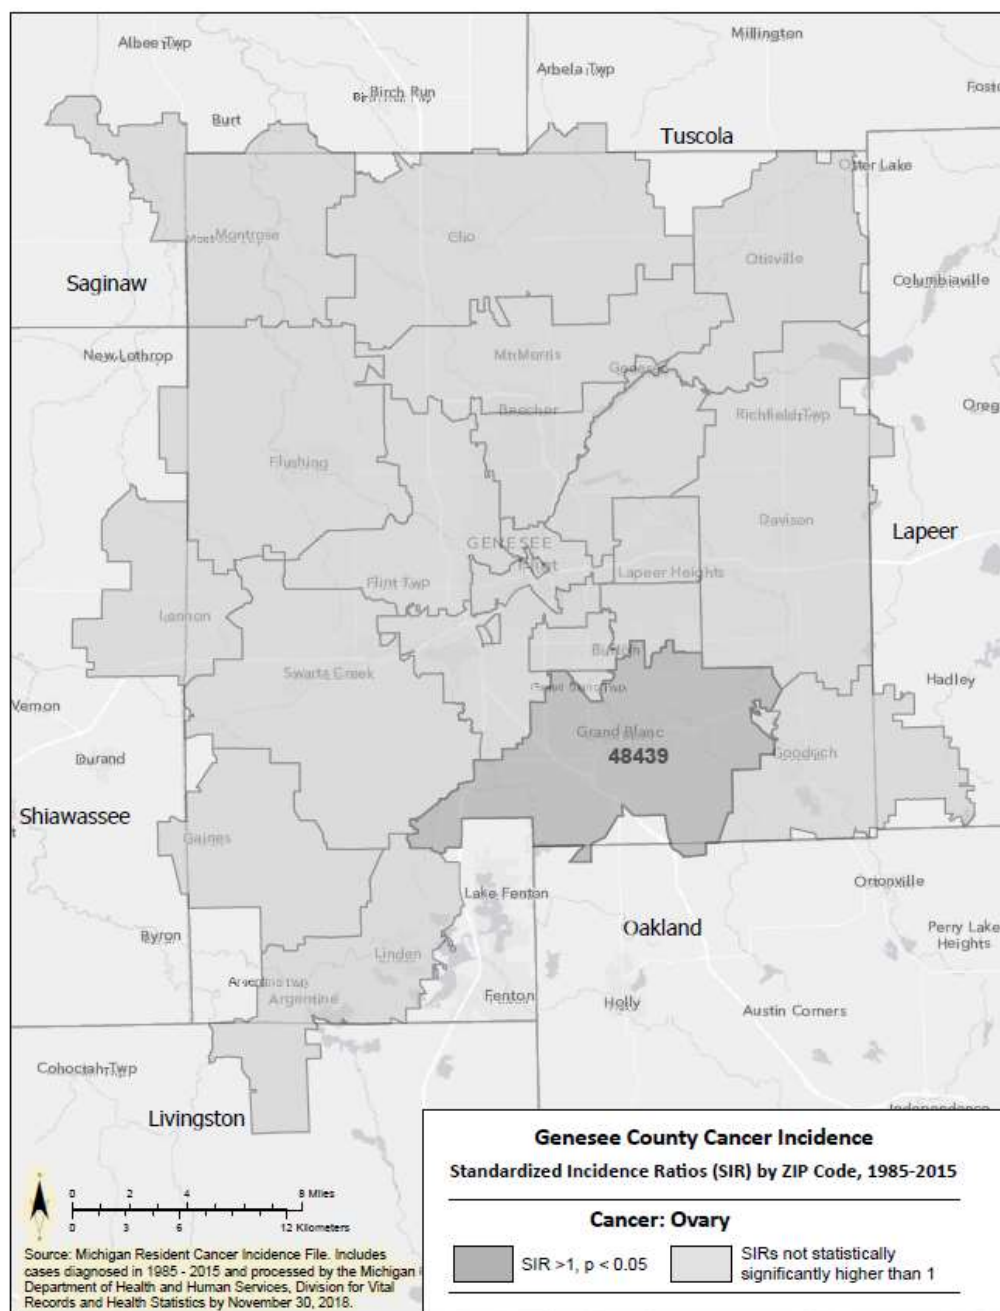 Albee Twp
Millington
Arbela Twp
Birch Run
Foste
Burt
Tuscola
Otter Lake
Montrose
Clio
Otisville
Saginaw
Columbiaville
New Lothrop
Mt Morris
Genesee
Beecher
Oreg
Richfield Twp
Flushing
Davison
GENESEE
Lapeer
Flint
Flint Twp
Lapeer Heights
Lennon
Burton
Swartz Creek
Hadley
Vernon
Grand Blanc
48439
Goodrich
Durand
Shiawassee
Gaines
Ortonville
Lake Fenton
Oakland
Perry Lake
Heights
Byron
Linden
Argentine Twp
Argentine
Fenton
Holly
Austin Corners
Cohoctah Twp
Independence
Livingston
Genesee County Cancer Incidence
Standardized Incidence Ratios (SIR) by ZIP Code, 1985-2015
Cancer: Ovary
SIR >1, p < 0.05
SIRs not statistically
significantly higher than 1
0 2 4 8 Miles
0 3 6 12 Kilometers
Source: Michigan Resident Cancer Incidence File. Includes
cases diagnosed in 1985 - 2015 and processed by the Michigan
Department of Health and Human Services, Division for Vital
Records and Health Statistics by November 30, 2018.